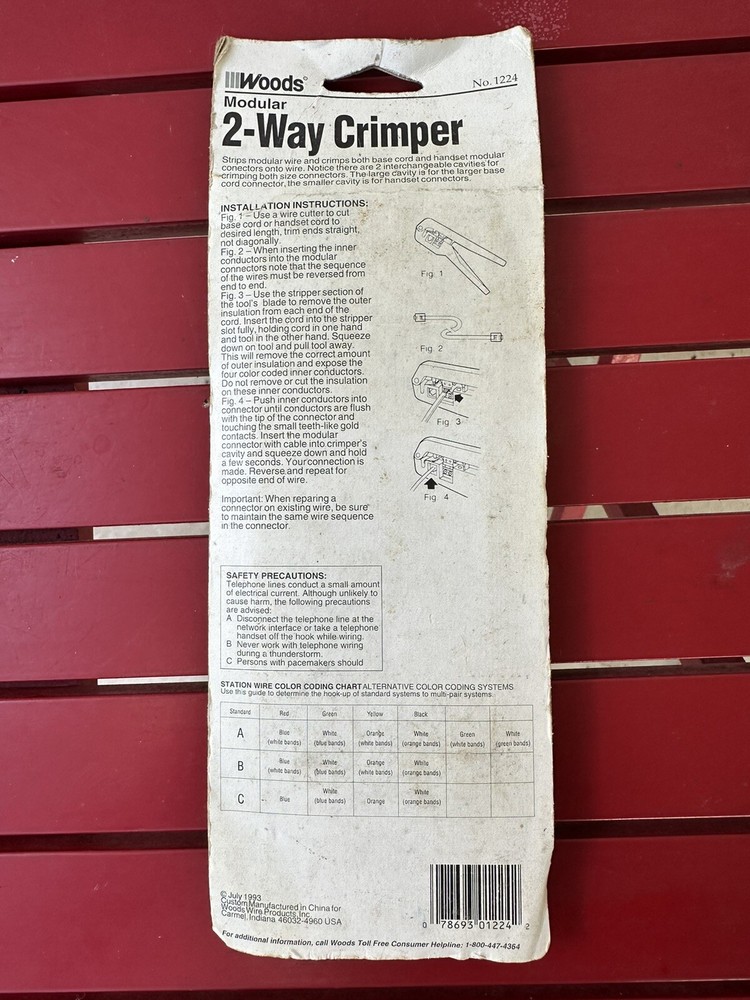 Woods®
No. 1224
Modular
2-Way Crimper
Strips modular wire and crimps both base cord and handset modular
conectors onto wire. Notice there are 2 interchangeable cavities for
crimping both size connectors. The large cavity is for the larger base
cord connector, the smaller cavity is for handset connectors.
INSTALLATION INSTRUCTIONS:
Fig. 1 – Use a wire cutter to cut
base cord or handset cord to
desired length, trim ends straight,
not diagonally.
Fig. 2 – When inserting the inner
conductors into the modular
connectors note that the sequence
of the wires must be reversed from
end to end.
Fig. 3 – Use the stripper section of
the tool's blade to remove the outer
insulation from each end of the
cord. Insert the cord into the stripper
slot fully, holding cord in one hand
and tool in the other hand. Squeeze
down on tool and pull tool away.
This will remove the correct amount
of outer insulation and expose the
four color coded inner conductors.
Do not remove or cut the insulation
on these inner conductors.
Fig. 4 – Push inner conductors into
connector until conductors are flush
with the tip of the connector and
touching the small teeth-like gold
contacts. Insert the modular
connector with cable into crimper's
cavity and squeeze down and hold
a few seconds. Your connection is
made. Reverse and repeat for
opposite end of wire.
Important: When reparing a
connector on existing wire, be sure
to maintain the same wire sequence
in the connector.
Fig. 1
Fig. 2
Fig. 3
Fig. 4
SAFETY PRECAUTIONS:
Telephone lines conduct a small amount
of electrical current. Although unlikely to
cause harm, the following precautions
are advised:
A Disconnect the telephone line at the
network interface or take a telephone
handset off the hook while wiring.
B Never work with telephone wiring
during a thunderstorm.
C Persons with pacemakers should
STATION WIRE COLOR CODING CHART ALTERNATIVE COLOR CODING SYSTEMS
Use this guide to determine the hook-up of standard systems to multi-pair systems.
Standard Red Green Yellow Black
A Blue (white bands) White (blue bands) Orange (white bands) White (orange bands) Green (white bands) White (green bands)
B Blue (white bands) White (blue bands) Orange (white bands) White (orange bands)
C Blue White (blue bands) Orange White (orange bands)
© July 1993
Custom Manufactured in China for
Woods Wire Products, Inc.
Carmel, Indiana 46032-4960 USA
0 78693 01224 2
For additional information, call Woods Toll Free Consumer Helpline: 1-800-447-4364